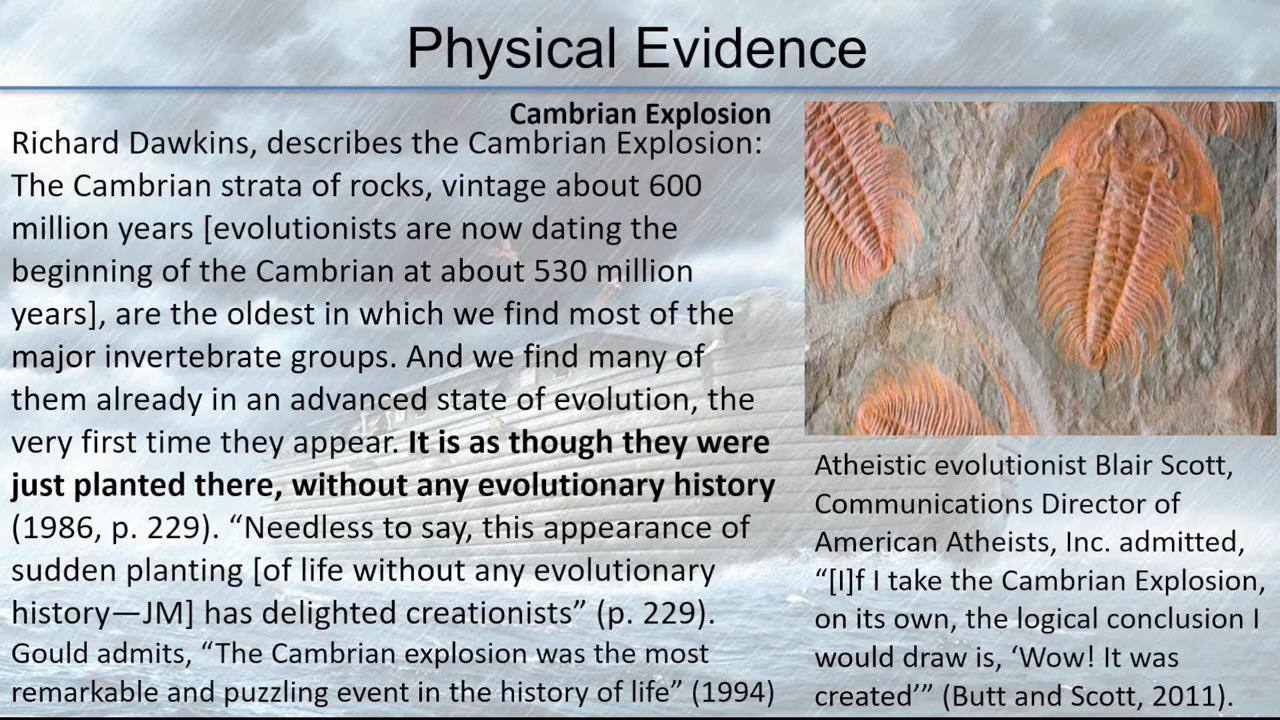 Physical Evidence
Cambrian Explosion
Richard Dawkins, describes the Cambrian Explosion:
The Cambrian strata of rocks, vintage about 600
million years [evolutionists are now dating the
beginning of the Cambrian at about 530 million
years], are the oldest in which we find most of the
major invertebrate groups. And we find many of
them already in an advanced state of evolution, the
very first time they appear. It is as though they were
just planted there, without any evolutionary history
(1986, p. 229). “Needless to say, this appearance of
sudden planting [of life without any evolutionary
history—JM] has delighted creationists” (p. 229).
Gould admits, “The Cambrian explosion was the most
remarkable and puzzling event in the history of life” (1994)
Atheistic evolutionist Blair Scott,
Communications Director of
American Atheists, Inc. admitted,
“[I]f I take the Cambrian Explosion,
on its own, the logical conclusion I
would draw is, ‘Wow! It was
created’” (Butt and Scott, 2011).